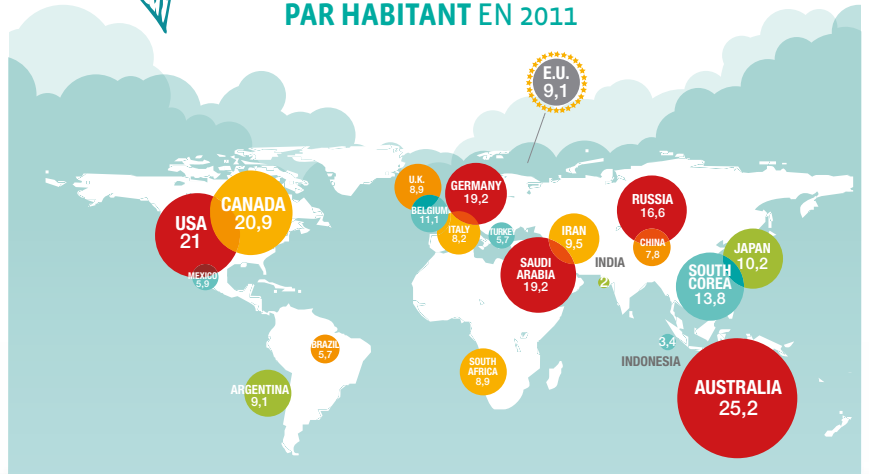 PAR HABITANT EN 2011
E.U.
9,1
U.K.
8,9
GERMANY
19,2
RUSSIA
16,6
CANADA
20,9
USA
21
BELGIUM
11,1
ITALY
8,2
TURKEY
5,7
IRAN
9,5
CHINA
7,8
JAPAN
10,2
MEXICO
5,9
SAUDI
ARABIA
19,2
INDIA
2
SOUTH
COREA
13,8
BRAZIL
5,7
3,4
INDONESIA
SOUTH
AFRICA
8,9
ARGENTINA
9,1
AUSTRALIA
25,2